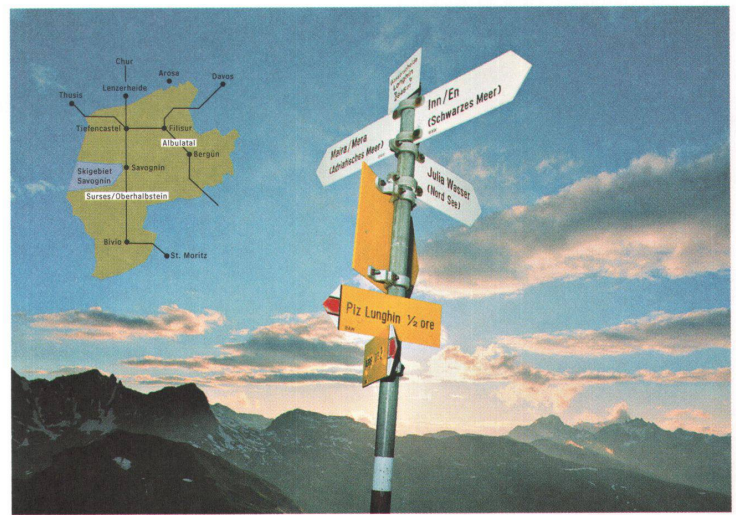 Chur
Arosa
Davos
Lenzerheide
Thusis
Tiefencastel
Filisur
Albulatal
Bergün
Skigebiet
Savognin
Savognin
Surses/Oberhalbstein
Bivio
St. Moritz
Lunghin
Inn/En
(Schwarzes Meer)
Maira/Mera
(Adriatisches Meer)
Julia Wasser
(Nord See)
Piz Lunghin ½ ore